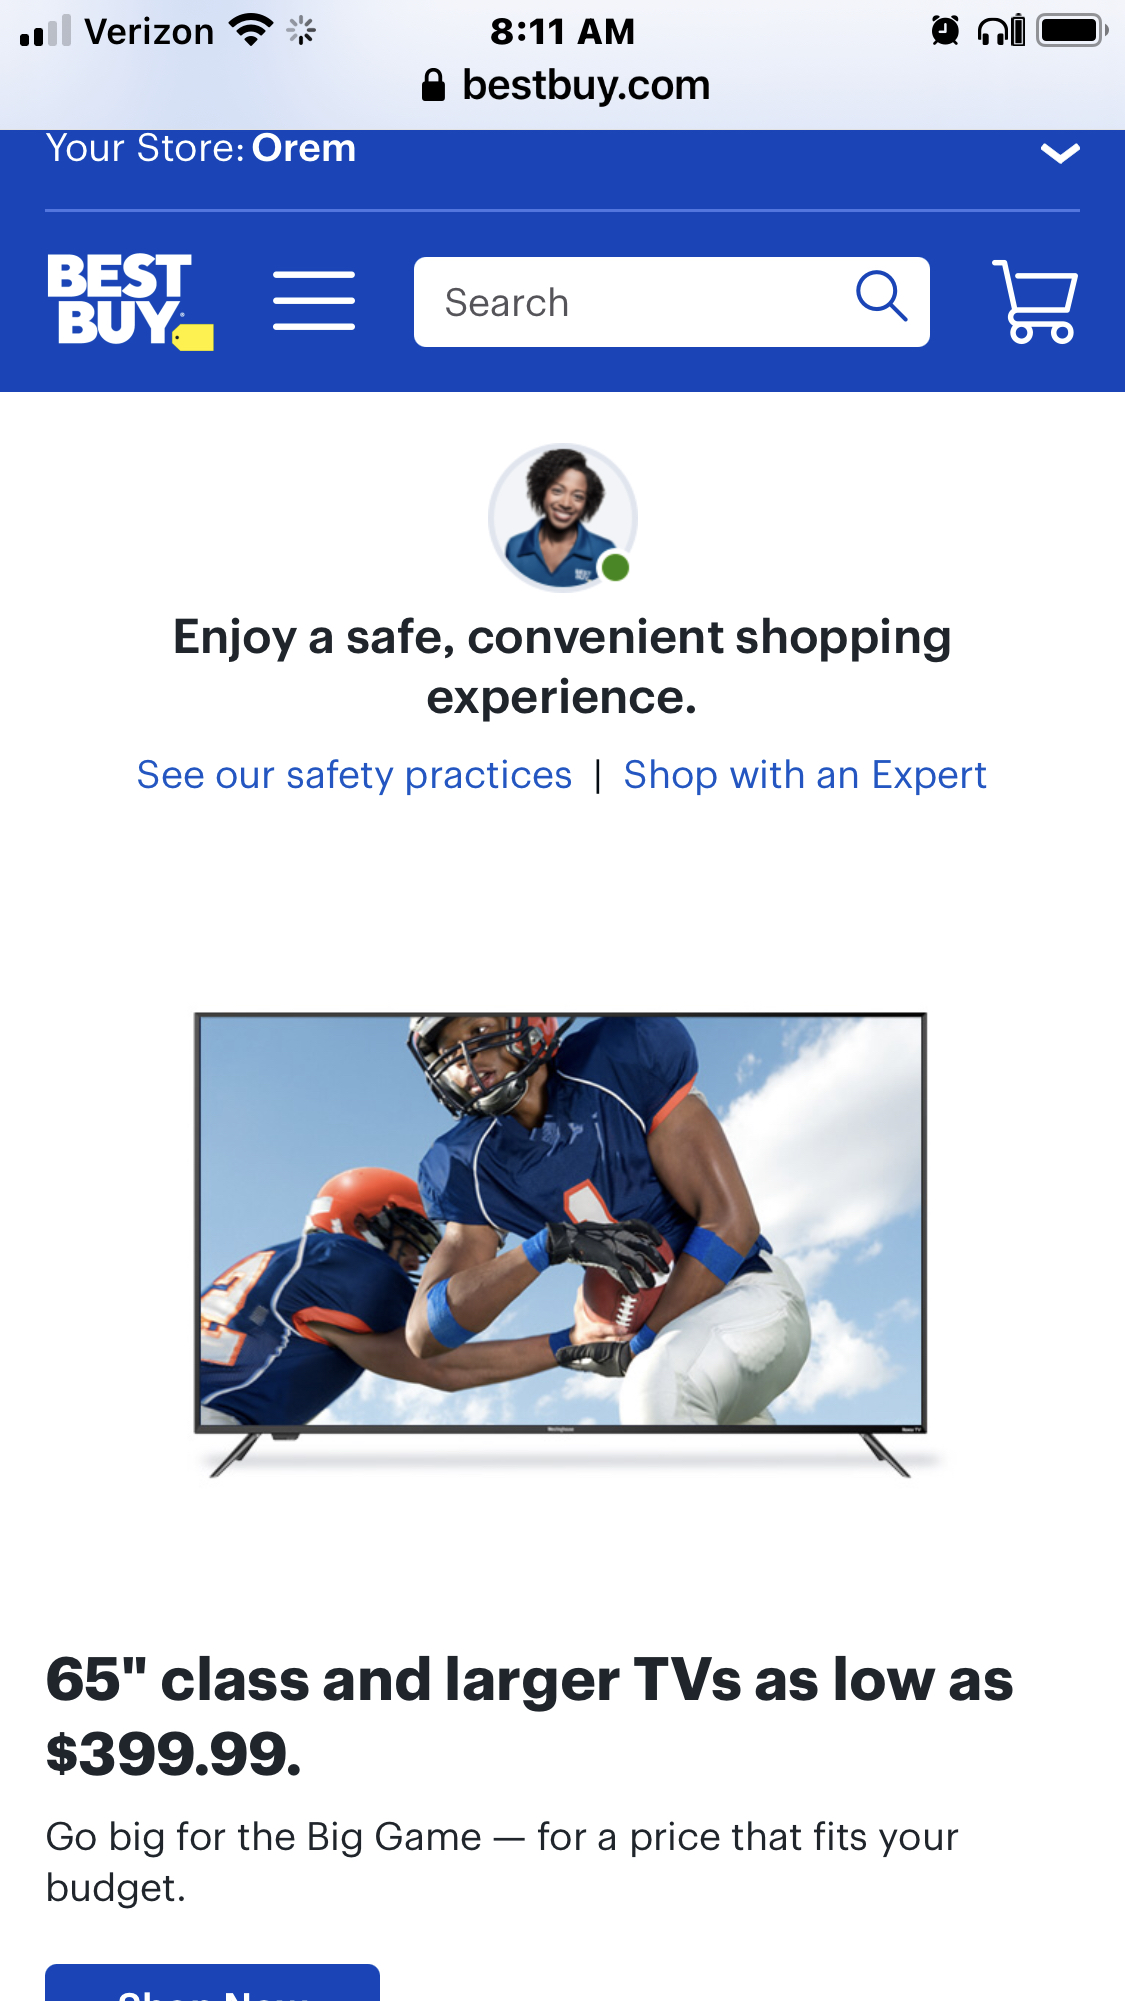 Verizon 8:11 AM
bestbuy.com
Your Store: Orem
BEST
BUY
Search
Enjoy a safe, convenient shopping
experience.
See our safety practices | Shop with an Expert
65" class and larger TVs as low as
$399.99.
Go big for the Big Game — for a price that fits your
budget.
Shop Now